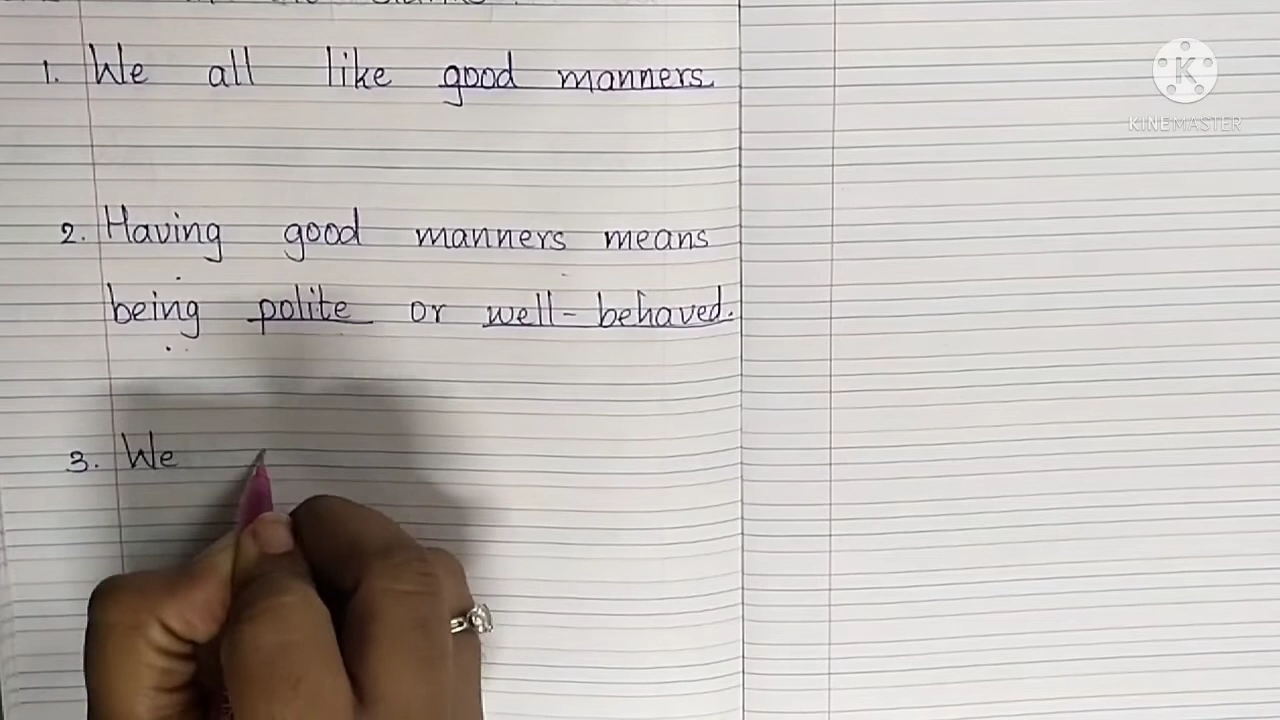 1. We all like good manners
2. Having good manners means
being polite or well-behaved.
3. We
KINEMASTER